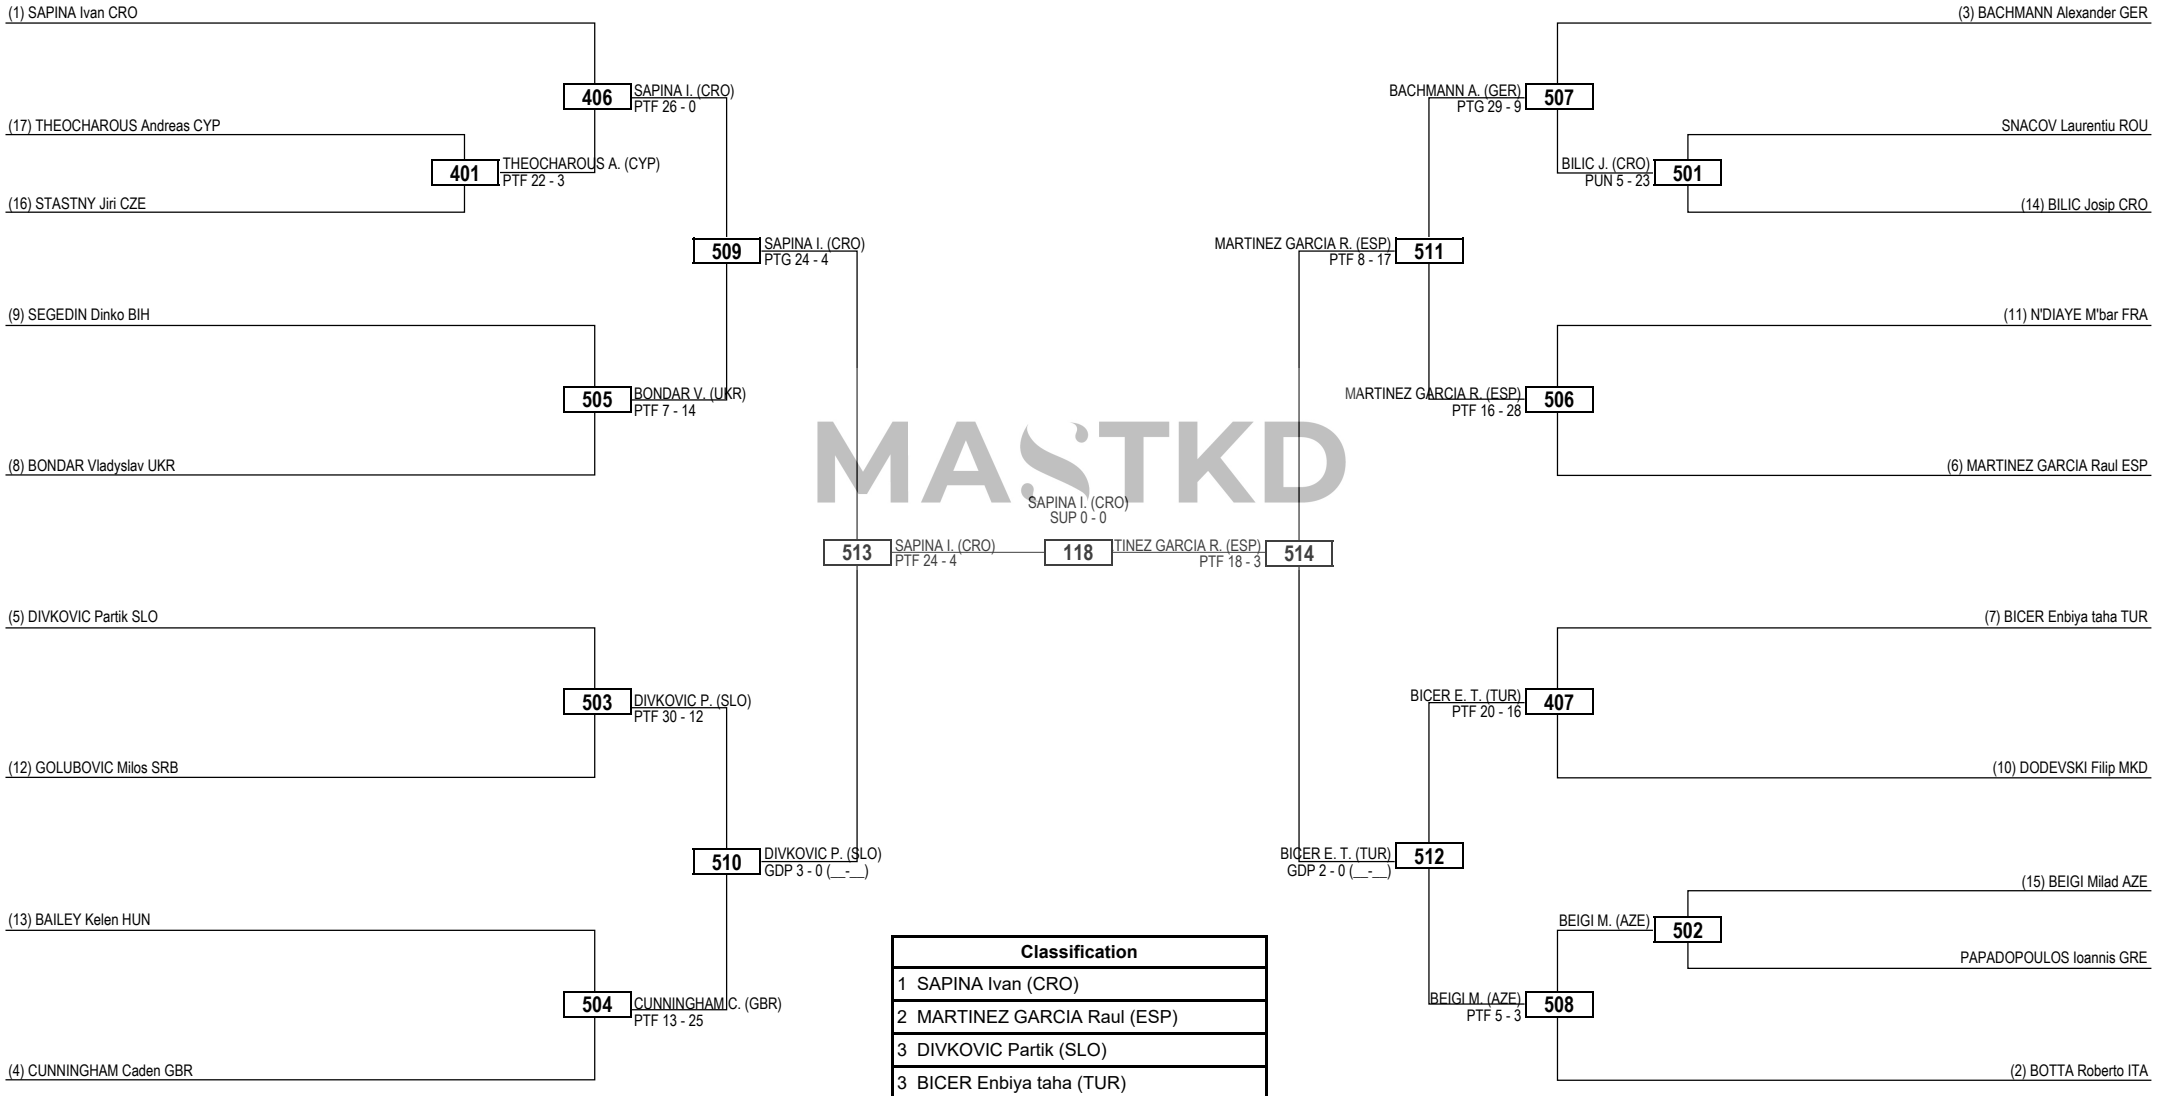 (1) SAPINA Ivan CRO
(3) BACHMANN Alexander GER
406
SAPINA I. (CRO)
PTF 26 - 0
BACHMANN A. (GER)
PTG 29 - 9
507
(17) THEOCHAROUS Andreas CYP
SNACOV Laurentiu ROU
401
THEOCHAROUS A. (CYP)
PTF 22 - 3
BILIC J. (CRO)
PUN 5 - 23
501
(16) STASTNY Jiri CZE
(14) BILIC Josip CRO
509
SAPINA I. (CRO)
PTG 24 - 4
MARTINEZ GARCIA R. (ESP)
PTF 8 - 17
511
(9) SEGEDIN Dinko BIH
(11) N'DIAYE M'bar FRA
505
BONDAR V. (UKR)
PTF 7 - 14
MARTINEZ GARCIA R. (ESP)
PTF 16 - 28
506
(8) BONDAR Vladyslav UKR
(6) MARTINEZ GARCIA Raul ESP
MASTKD
SAPINA I. (CRO)
SUP 0 - 0
513
SAPINA I. (CRO)
PTF 24 - 4
118
TINEZ GARCIA R. (ESP)
PTF 18 - 3
514
(5) DIVKOVIC Partik SLO
(7) BICER Enbiya taha TUR
503
DIVKOVIC P. (SLO)
PTF 30 - 12
BICER E. T. (TUR)
PTF 20 - 16
407
(12) GOLUBOVIC Milos SRB
(10) DODEVSKI Filip MKD
510
DIVKOVIC P. (SLO)
GDP 3 - 0 (__-__)
BICER E. T. (TUR)
GDP 2 - 0 (__-__)
512
(13) BAILEY Kelen HUN
(15) BEIGI Milad AZE
BEIGI M. (AZE)
502
PAPADOPOULOS Ioannis GRE
504
CUNNINGHAM C. (GBR)
PTF 13 - 25
BEIGI M. (AZE)
PTF 5 - 3
508
(4) CUNNINGHAM Caden GBR
(2) BOTTA Roberto ITA
Classification
1 SAPINA Ivan (CRO)
2 MARTINEZ GARCIA Raul (ESP)
3 DIVKOVIC Partik (SLO)
3 BICER Enbiya taha (TUR)